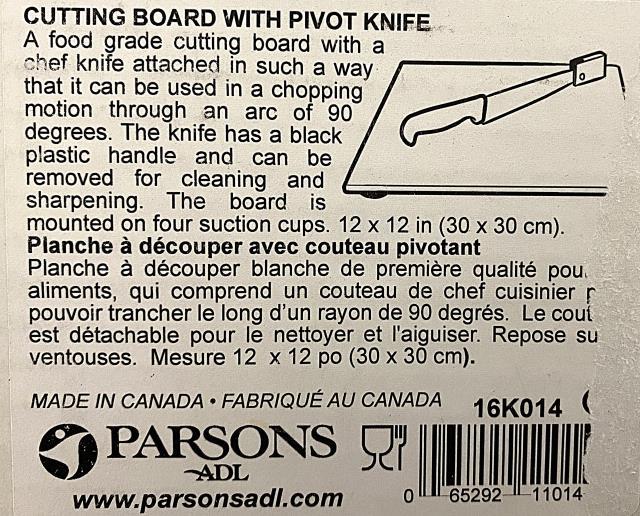 CUTTING BOARD WITH PIVOT KNIFE
A food grade cutting board with a
chef knife attached in such a way
that it can be used in a chopping
motion through an arc of 90
degrees. The knife has a black
plastic handle and can be
removed for cleaning and
sharpening. The board is
mounted on four suction cups. 12 x 12 in (30 x 30 cm).
Planche à découper avec couteau pivotant
Planche à découper blanche de première qualité pou
aliments, qui comprend un couteau de chef cuisinier
pouvoir trancher le long d'un rayon de 90 degrés. Le cout
est détachable pour le nettoyer et l'aiguiser. Repose su
ventouses. Mesure 12 x 12 po (30 x 30 cm).
MADE IN CANADA • FABRIQUÉ AU CANADA
16K014
PARSONS
ADL
www.parsonsadl.com
0 65292 11014